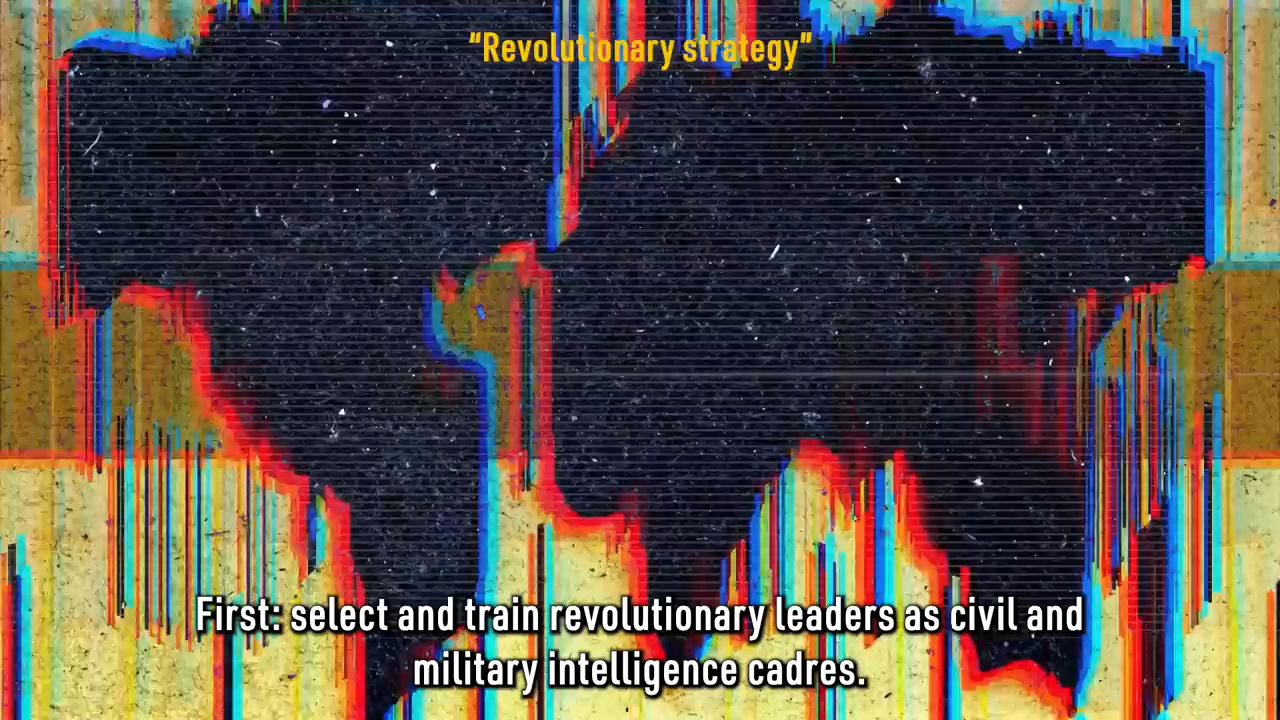 “Revolutionary strategy”
First: select and train revolutionary leaders as civil and
military intelligence cadres.